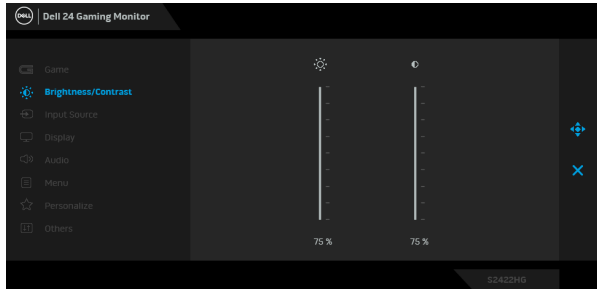 DELL
Dell 24 Gaming Monitor
Game
Brightness/Contrast
Input Source
Display
Audio
Menu
Personalize
Others
75 %
75 %
S2422HG